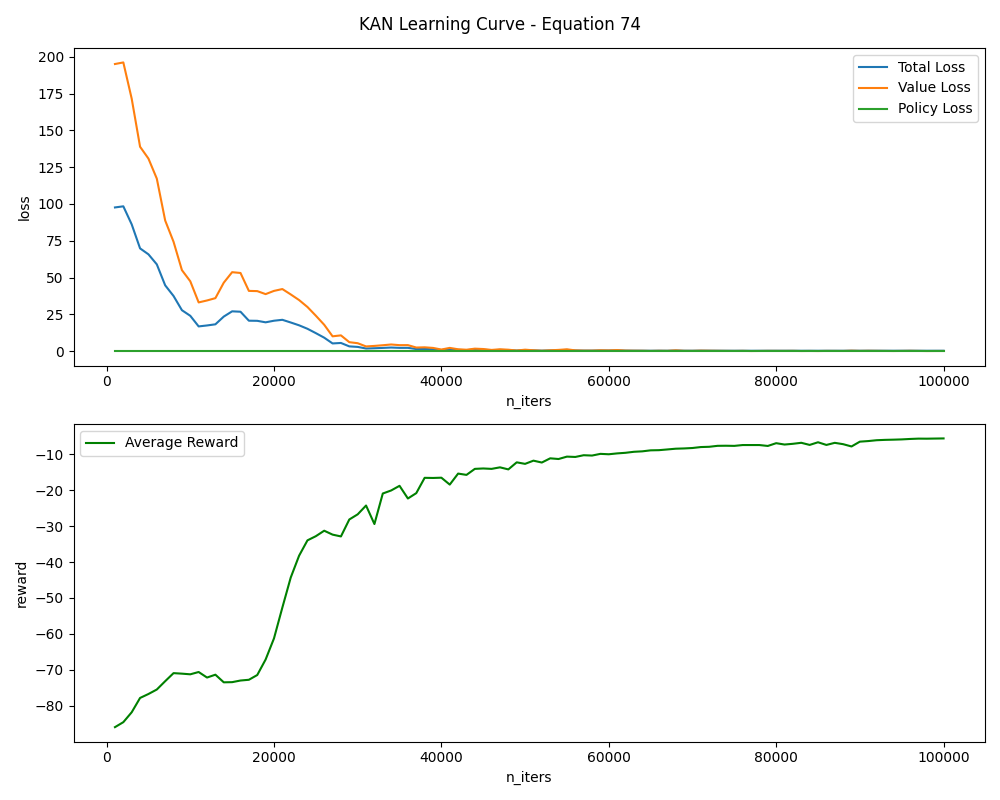 KAN Learning Curve - Equation 74
200
175
150
125
100
75
50
25
0
loss
Total Loss
Value Loss
Policy Loss
0 20000 40000 60000 80000 100000
n_iters
Average Reward
−10
−20
−30
−40
−50
−60
−70
−80
reward
0 20000 40000 60000 80000 100000
n_iters